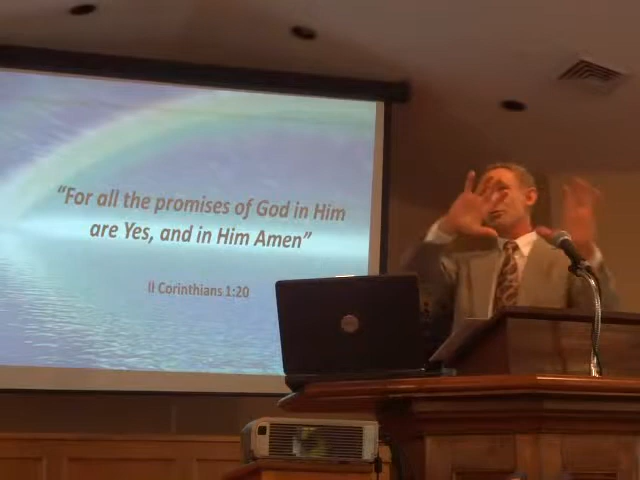 “For all the promises of God in Him
are Yes, and in Him Amen”
II Corinthians 1:20